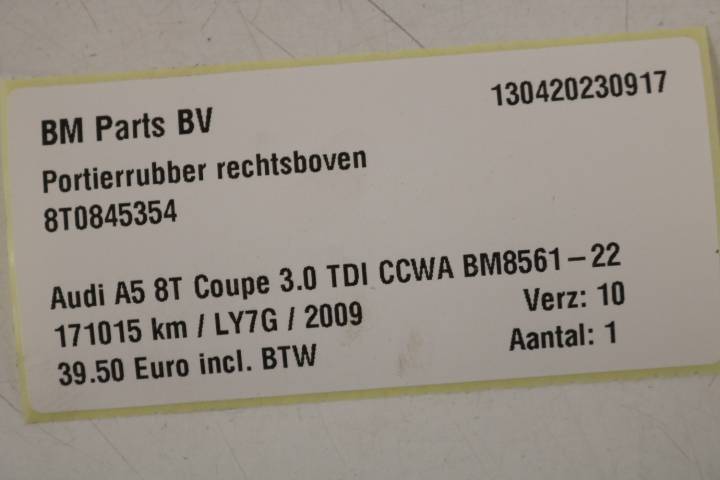 BM Parts BV 130420230917
Portierrubber rechtsboven
8T0845354
Audi A5 8T Coupe 3.0 TDI CCWA BM8561-22
171015 km / LY7G / 2009 Verz: 10
39.50 Euro incl. BTW Aantal: 1